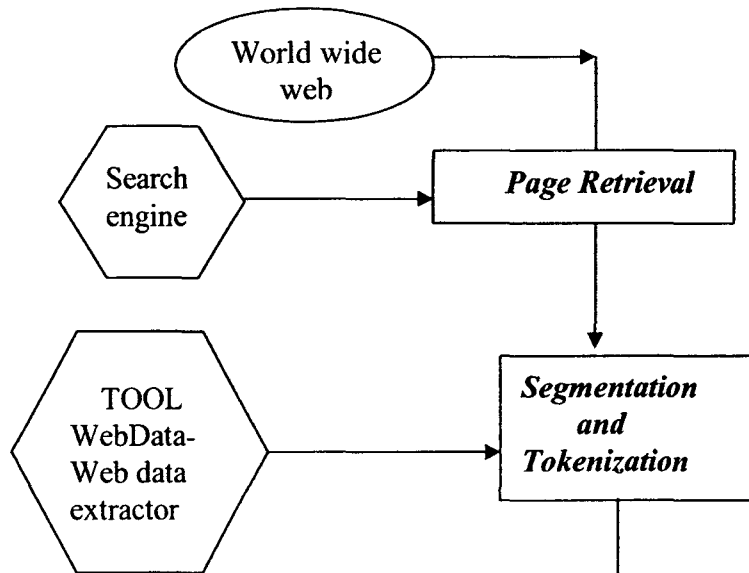 World wide
web
Search
engine
Page Retrieval
TOOL
WebData-
Web data
extractor
Segmentation
and
Tokenization